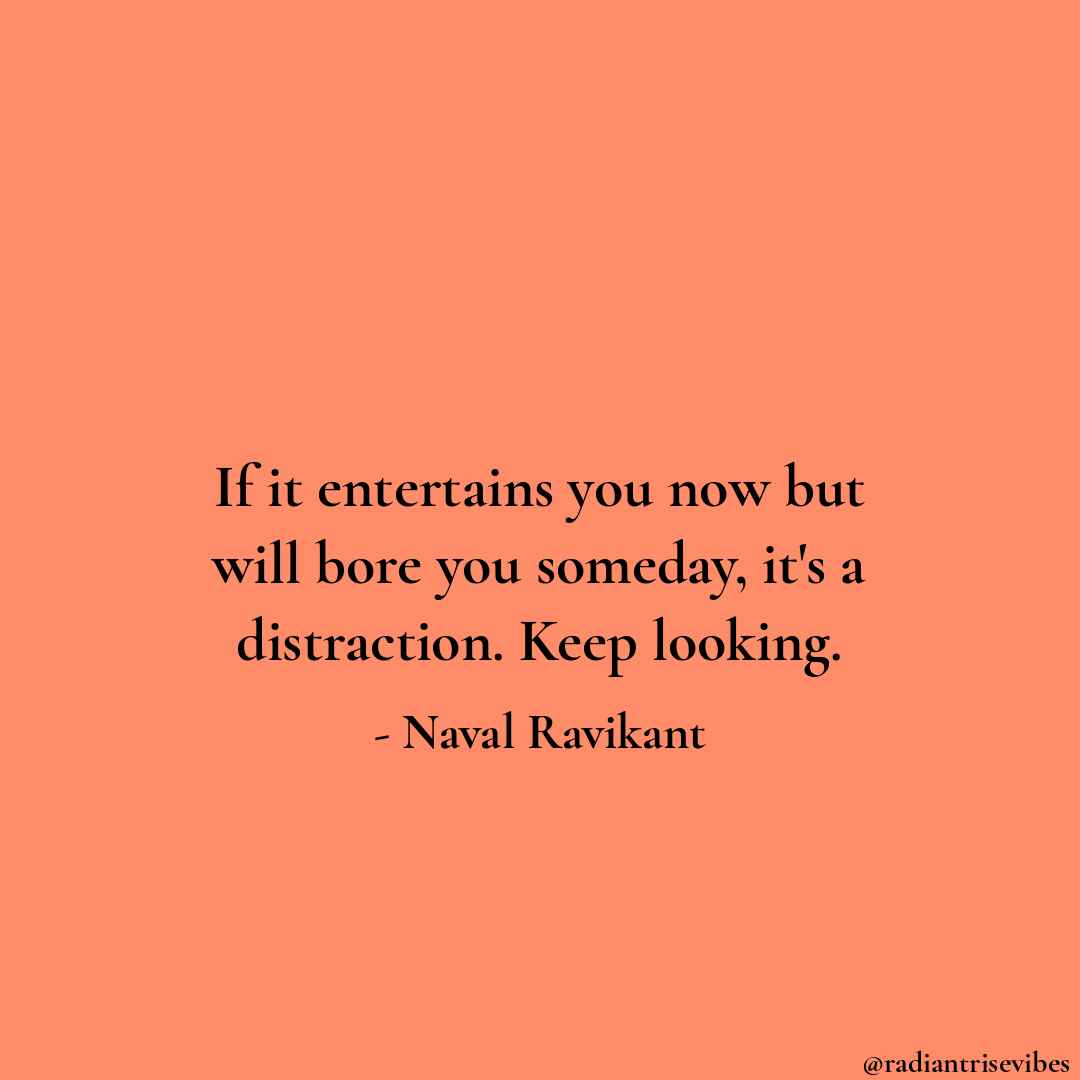 If it entertains you now but
will bore you someday, it's a
distraction. Keep looking.
- Naval Ravikant
@radiantrisevibes